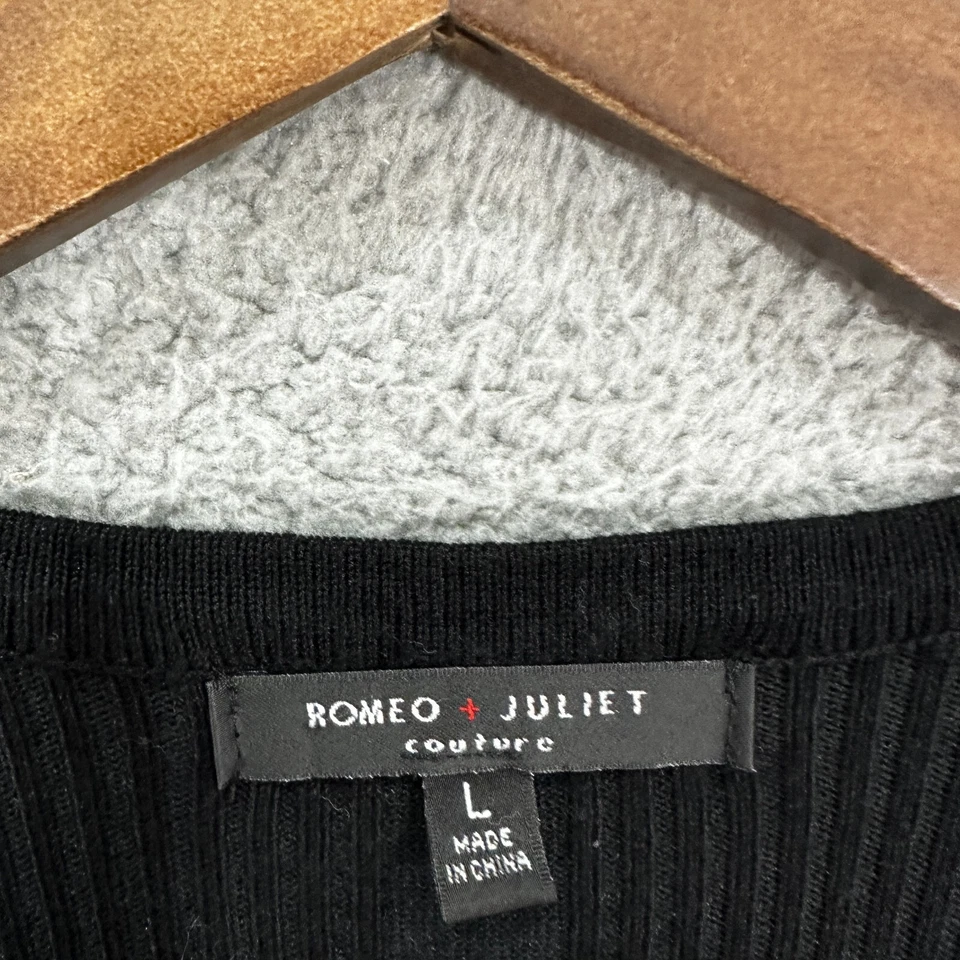 ROMEO + JULIET
couture
L
MADE
IN CHINA